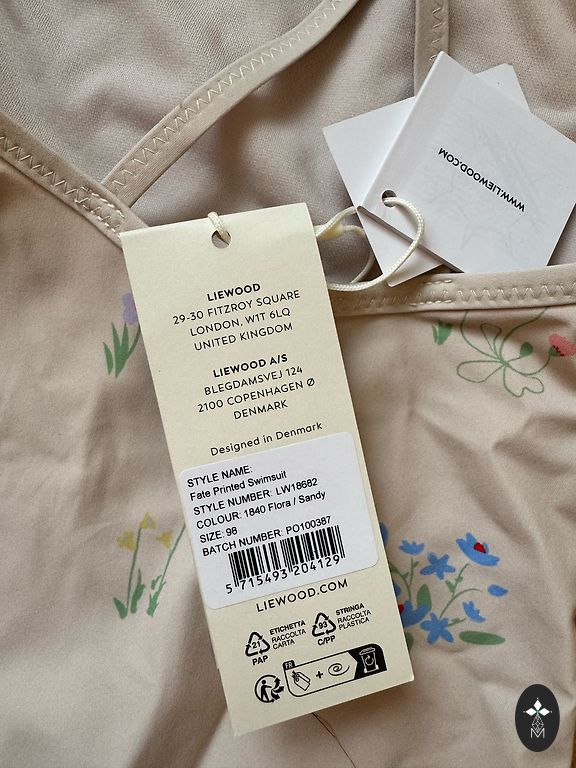 WWW.LIEWOOD.COM
LIEWOOD
29-30 FITZROY SQUARE
LONDON, W1T 6LQ
UNITED KINGDOM
LIEWOOD A/S
BLEGDAMSVEJ 124
2100 COPENHAGEN Ø
DENMARK
Designed in Denmark
STYLE NAME:
Fate Printed Swimsuit
STYLE NUMBER: LW18682
COLOUR: 1840 Flora / Sandy
SIZE: 98
BATCH NUMBER: PO100387
5 715493 204129
LIEWOOD.COM
21
PAP
ETICHETTA
RACCOLTA
CARTA
93
C/PP
STRINGA
RACCOLTA
PLASTICA
FR
+
M